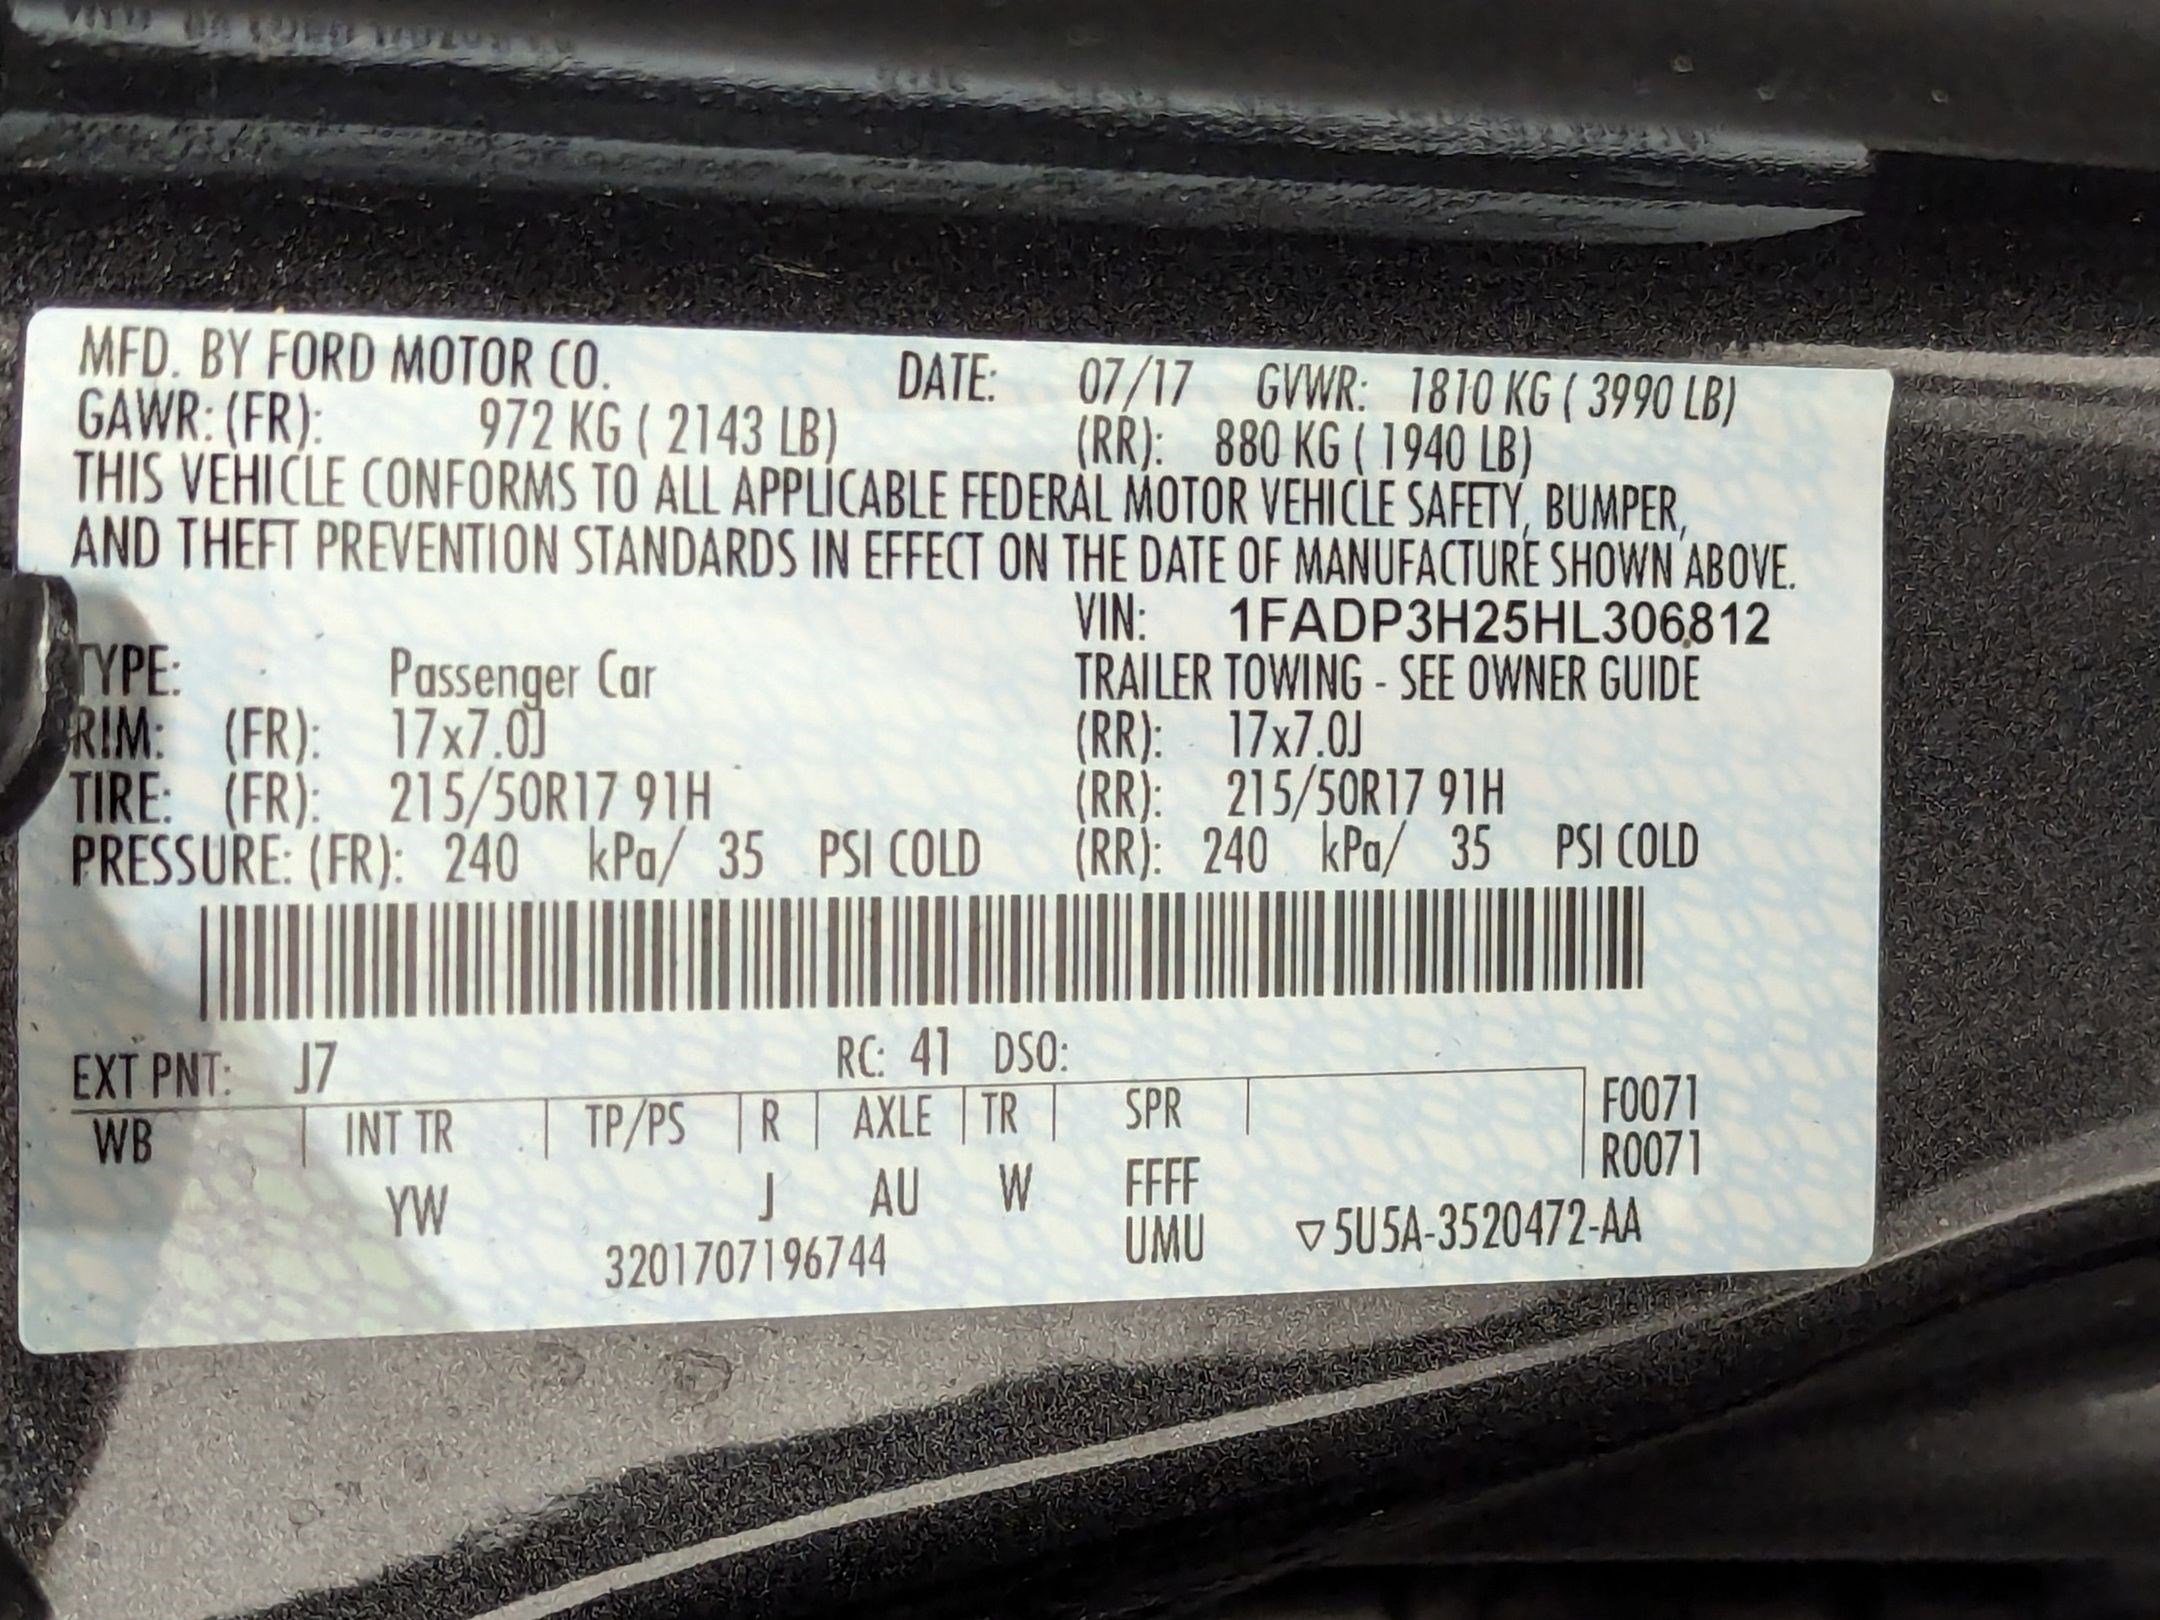 MFD. BY FORD MOTOR CO. DATE: 07/17 GVWR: 1810 KG ( 3990 LB)
GAWR: (FR): 972 KG ( 2143 LB) (RR): 880 KG ( 1940 LB)
THIS VEHICLE CONFORMS TO ALL APPLICABLE FEDERAL MOTOR VEHICLE SAFETY, BUMPER,
AND THEFT PREVENTION STANDARDS IN EFFECT ON THE DATE OF MANUFACTURE SHOWN ABOVE.
VIN: 1FADP3H25HL306812
TYPE: Passenger Car TRAILER TOWING - SEE OWNER GUIDE
RIM: (FR): 17x7.0J (RR): 17x7.0J
TIRE: (FR): 215/50R17 91H (RR): 215/50R17 91H
PRESSURE: (FR): 240 kPa/ 35 PSI COLD (RR): 240 kPa/ 35 PSI COLD
EXT PNT: J7 RC: 41 DSO:
WB INT TR TP/PS R AXLE TR SPR F0071
R0071
YW J AU W FFFF
UMU ▽5U5A-3520472-AA
3201707196744